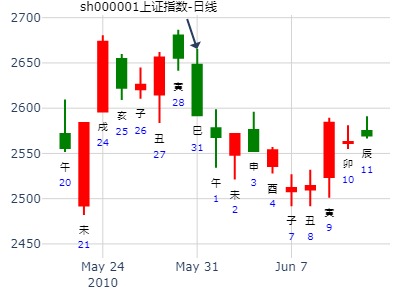 sh000001上证指数-日线
2700
2650
2600
2550
2500
2450
午
20
未
21
戌
24
亥
25
子
26
丑
27
寅
28
巳
31
午
1
未
2
申
3
酉
4
子
7
丑
8
寅
9
卯
10
辰
11
May 24
2010
May 31
Jun 7